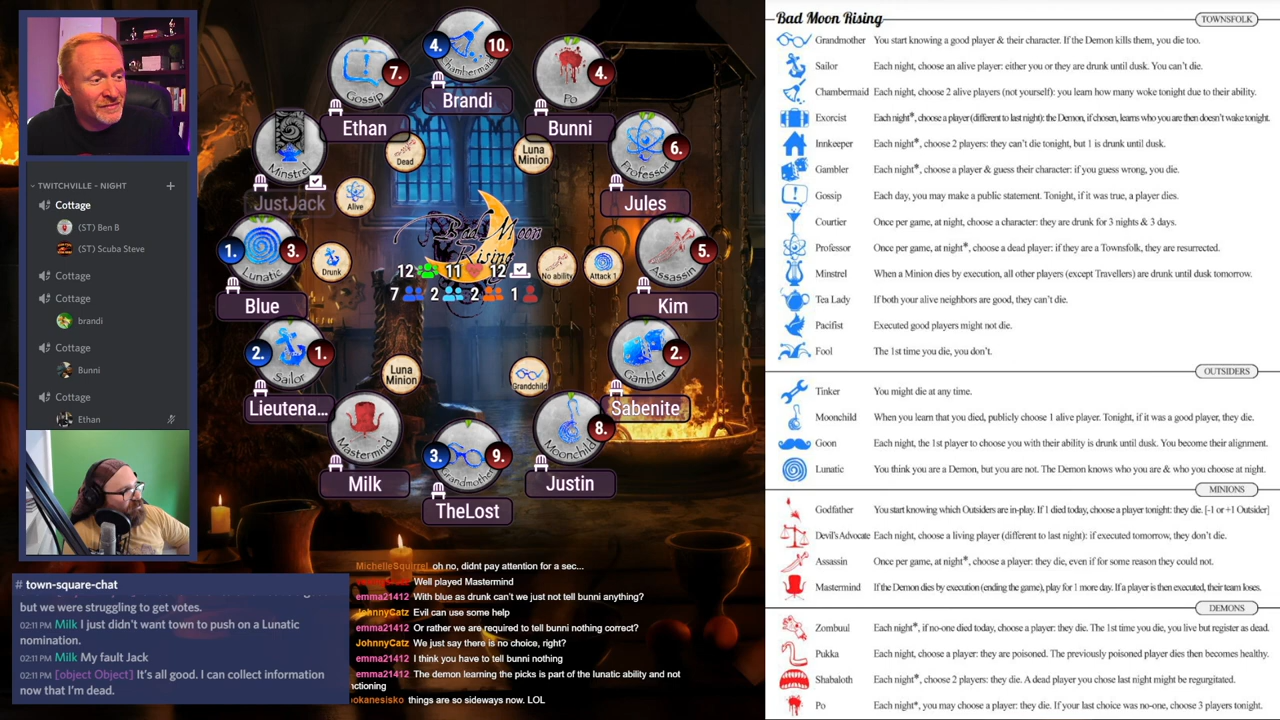 TWITCHVILLE - NIGHT
Cottage
(ST) Ben B
(ST) Scuba Steve
Cottage
Cottage
brandi
Cottage
Bunni
Cottage
Ethan
# town-square-chat
but we were struggling to get votes.
02:11 PM Milk I just didn't want town to push on a Lunatic
nomination.
02:11 PM Milk My fault Jack
02:11 PM [object Object] It's all good. I can collect information
now that I'm dead.
4. 10.
Chambermaid
Brandi
7.
Gossip
Ethan
Dead
4.
Po
Bunni
Luna
Minion
Minstrel
JustJack
Alive
6.
Professor
Jules
1. 3.
Lunatic
Blue
Drunk
Bad Moon
Rising
12 11 12
7 2 2 1
No ability
Attack 1
5.
Assassin
Kim
2. 1.
Sailor
Lieutena...
2.
Gambler
Sabenite
Luna
Minion
Mastermind
Milk
Grandchild
8.
Moonchild
Justin
3. 9.
Grandmother
TheLost
MichelleSquirrel oh no, didnt pay attention for a sec...
Well played Mastermind
emma21412 With blue as drunk can't we just not tell bunni anything?
JohnnyCatz Evil can use some help
emma21412 Or rather we are required to tell bunni nothing correct?
JohnnyCatz We just say there is no choice, right?
emma21412 I think you have to tell bunni nothing
emma21412 The demon learning the picks is part of the lunatic ability and not
nctioning
ookanesisko things are so sideways now. LOL
Bad Moon Rising
TOWNSFOLK
Grandmother You start knowing a good player & their character. If the Demon kills them, you die too.
Sailor Each night, choose an alive player: either you or they are drunk until dusk. You can't die.
Chambermaid Each night, choose 2 alive players (not yourself): you learn how many woke tonight due to their ability.
Exorcist Each night*, choose a player (different to last night): the Demon, if chosen, learns who you are then doesn't wake tonight.
Innkeeper Each night*, choose 2 players: they can't die tonight, but 1 is drunk until dusk.
Gambler Each night*, choose a player & guess their character: if you guess wrong, you die.
Gossip Each day, you may make a public statement. Tonight, if it was true, a player dies.
Courtier Once per game, at night, choose a character: they are drunk for 3 nights & 3 days.
Professor Once per game, at night*, choose a dead player: if they are a Townsfolk, they are resurrected.
Minstrel When a Minion dies by execution, all other players (except Travellers) are drunk until dusk tomorrow.
Tea Lady If both your alive neighbors are good, they can't die.
Pacifist Executed good players might not die.
Fool The 1st time you die, you don't.
OUTSIDERS
Tinker You might die at any time.
Moonchild When you learn that you died, publicly choose 1 alive player. Tonight, if it was a good player, they die.
Goon Each night, the 1st player to choose you with their ability is drunk until dusk. You become their alignment.
Lunatic You think you are a Demon, but you are not. The Demon knows who you are & who you choose at night.
MINIONS
Godfather You start knowing which Outsiders are in-play. If 1 died today, choose a player tonight: they die. [-1 or +1 Outsider]
Devil's Advocate Each night, choose a living player (different to last night): if executed tomorrow, they don't die.
Assassin Once per game, at night*, choose a player: they die, even if for some reason they could not.
Mastermind If the Demon dies by execution (ending the game), play for 1 more day. If a player is then executed, their team loses.
DEMONS
Zombuul Each night*, if no-one died today, choose a player: they die. The 1st time you die, you live but register as dead.
Pukka Each night, choose a player: they are poisoned. The previously poisoned player dies then becomes healthy.
Shabaloth Each night*, choose 2 players: they die. A dead player you chose last night might be regurgitated.
Po Each night*, you may choose a player: they die. If your last choice was no-one, choose 3 players tonight.